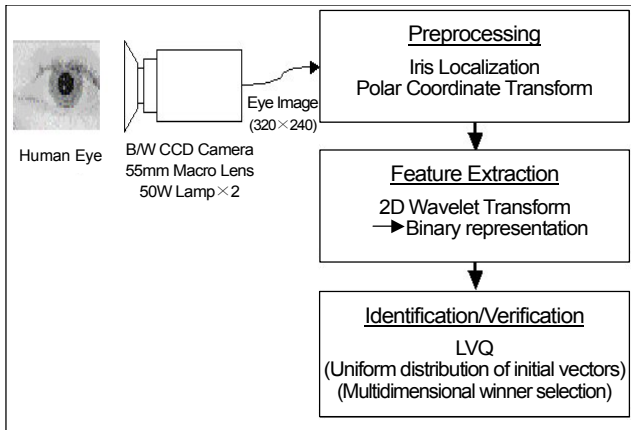 Human Eye
B/W CCD Camera
55mm Macro Lens
50W Lamp×2
Eye Image
(320×240)
Preprocessing
Iris Localization
Polar Coordinate Transform
Feature Extraction
2D Wavelet Transform
→Binary representation
Identification/Verification
LVQ
(Uniform distribution of initial vectors)
(Multidimensional winner selection)